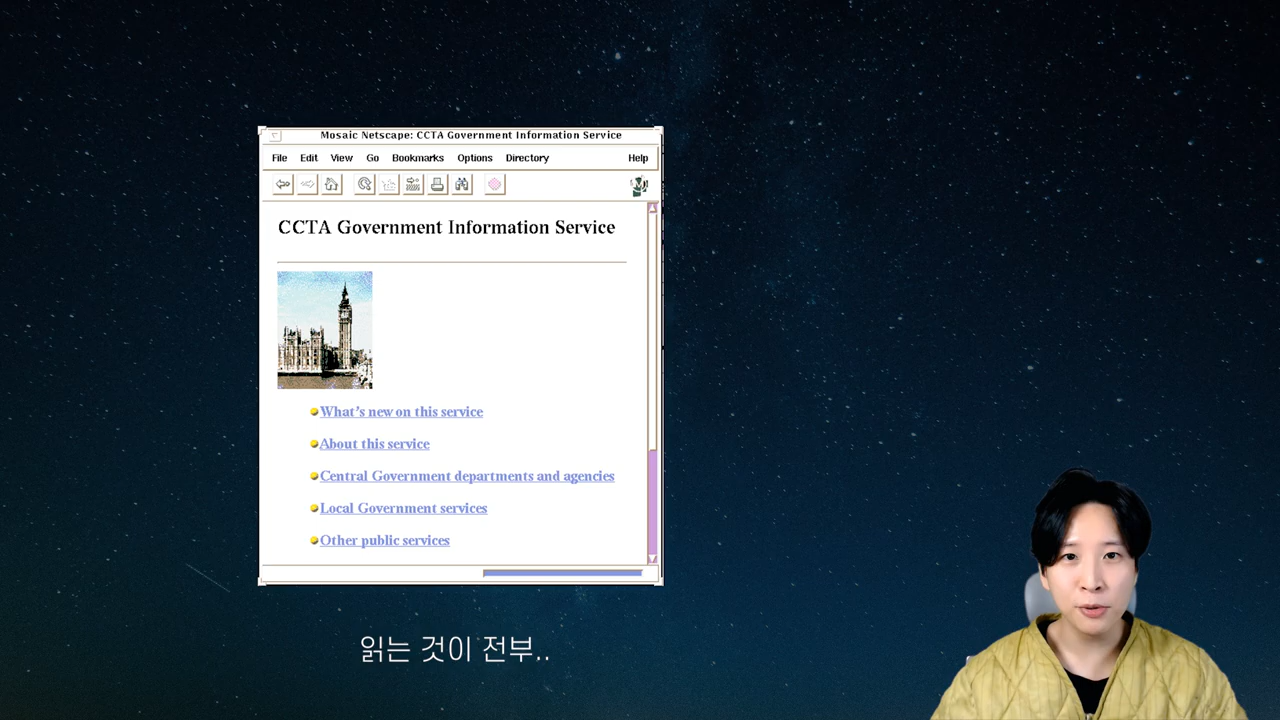 Mosaic Netscape: CCTA Government Information Service
File Edit View Go Bookmarks Options Directory Help
CCTA Government Information Service
What's new on this service
About this service
Central Government departments and agencies
Local Government services
Other public services
읽는 것이 전부..